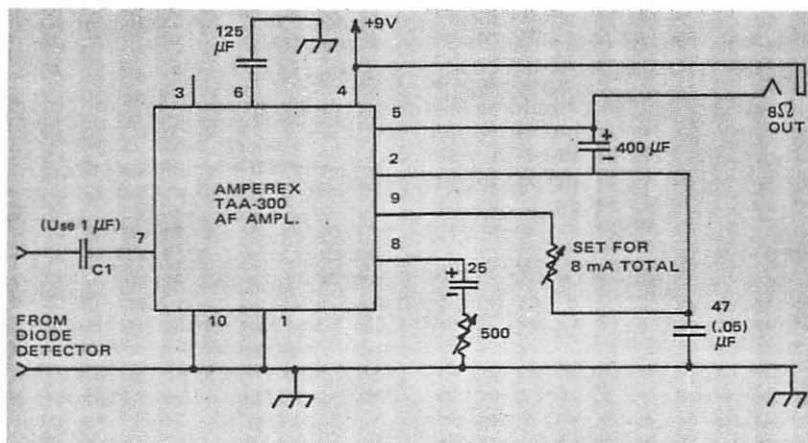 125
μF
+9V
3
6
4
5
8Ω
OUT
+
400 μF
−
2
AMPEREX
TAA-300
AF AMPL.
9
(Use 1 μF)
7
C1
8
SET FOR
8 mA TOTAL
+
25
−
FROM
DIODE
DETECTOR
10
1
500
47
(.05)
μF